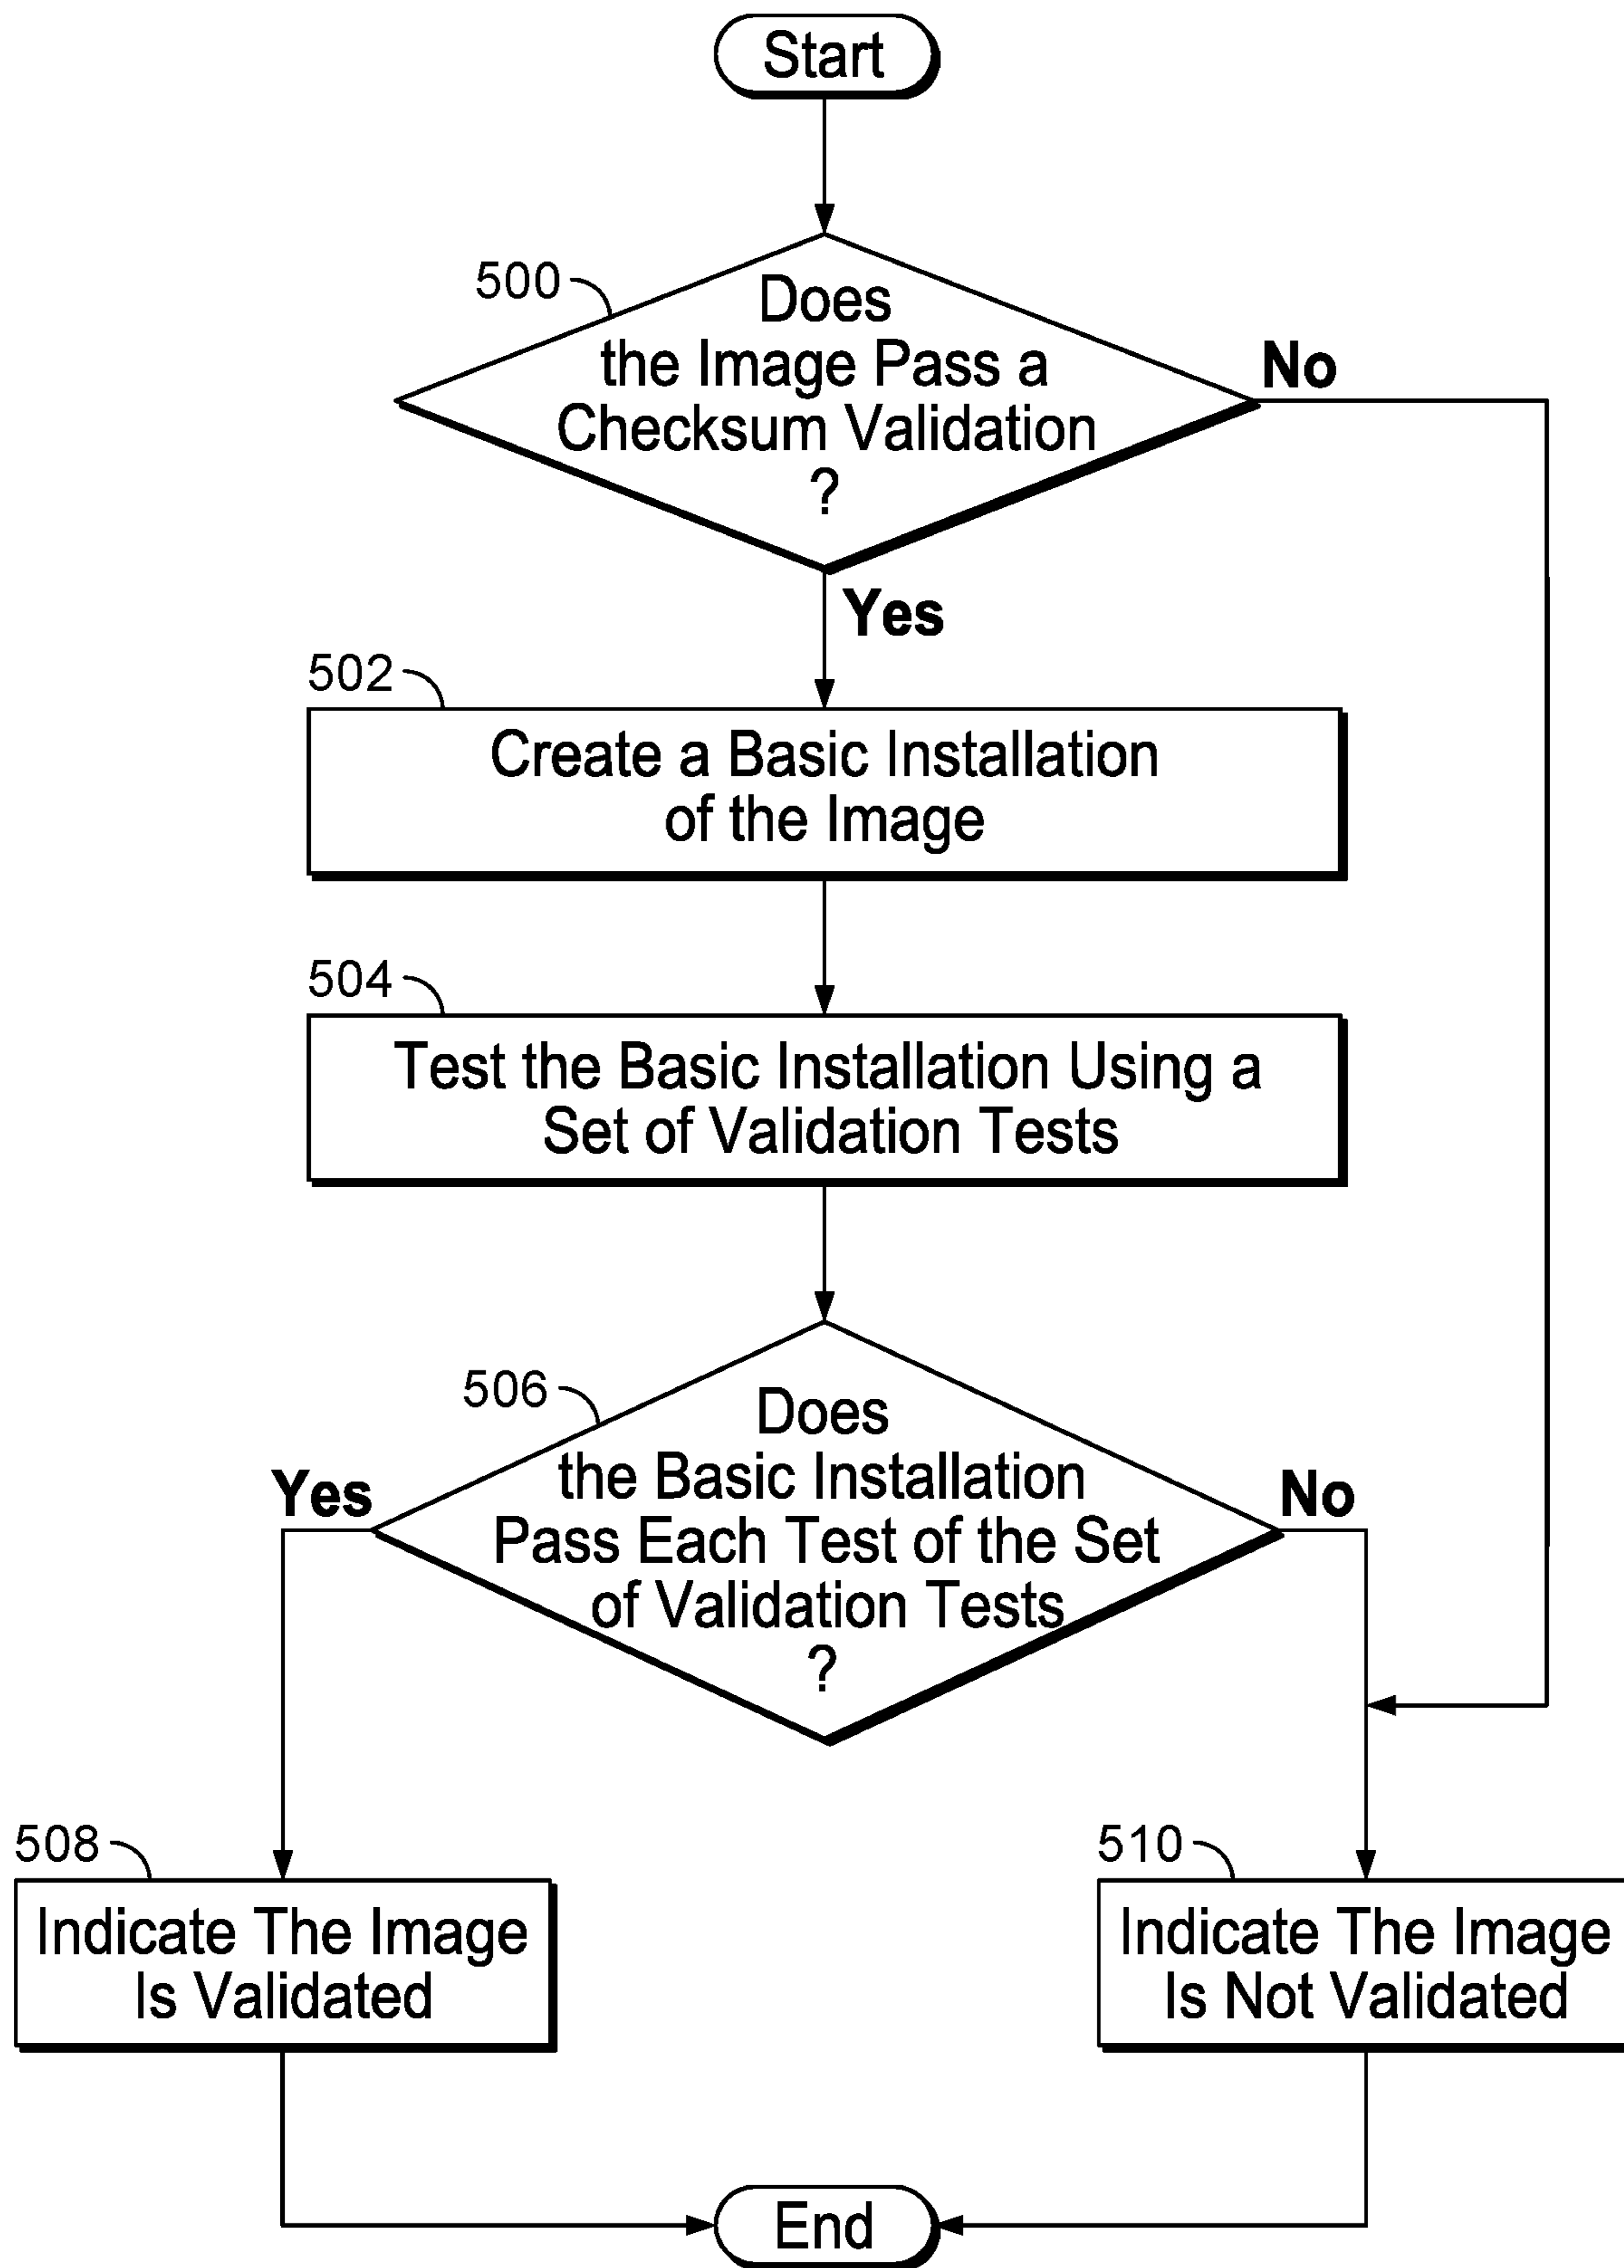 Start
500
Does
the Image Pass a
Checksum Validation
?
No
Yes
502
Create a Basic Installation
of the Image
504
Test the Basic Installation Using a
Set of Validation Tests
506
Does
the Basic Installation
Pass Each Test of the Set
of Validation Tests
?
Yes
No
508
Indicate The Image
Is Validated
510
Indicate The Image
Is Not Validated
End